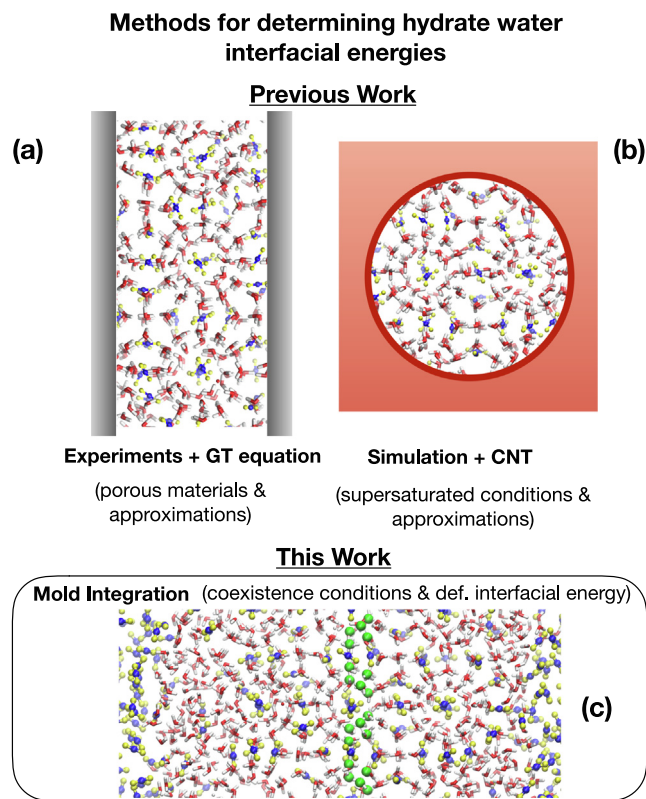 Methods for determining hydrate water
interfacial energies
Previous Work
(a)
(b)
Experiments + GT equation
(porous materials &
approximations)
Simulation + CNT
(supersaturated conditions &
approximations)
This Work
Mold Integration (coexistence conditions & def. interfacial energy)
(c)